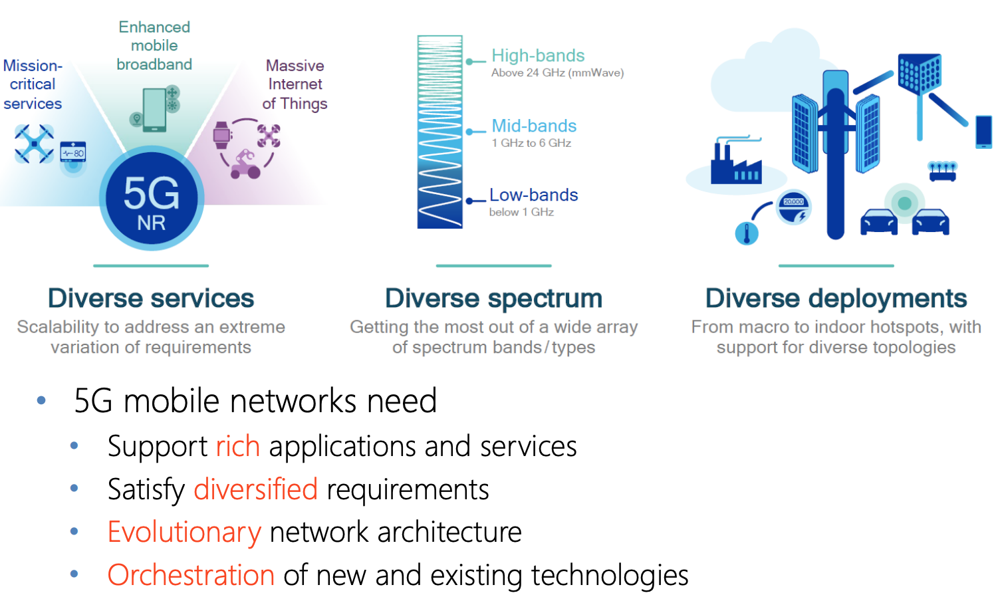 Enhanced
mobile
broadband
Mission-
critical
services
Massive
Internet
of Things
80
5G
NR
High-bands
Above 24 GHz (mmWave)
Mid-bands
1 GHz to 6 GHz
Low-bands
below 1 GHz
20.000
Diverse services
Scalability to address an extreme
variation of requirements
Diverse spectrum
Getting the most out of a wide array
of spectrum bands/types
Diverse deployments
From macro to indoor hotspots, with
support for diverse topologies
• 5G mobile networks need
• Support rich applications and services
• Satisfy diversified requirements
• Evolutionary network architecture
• Orchestration of new and existing technologies